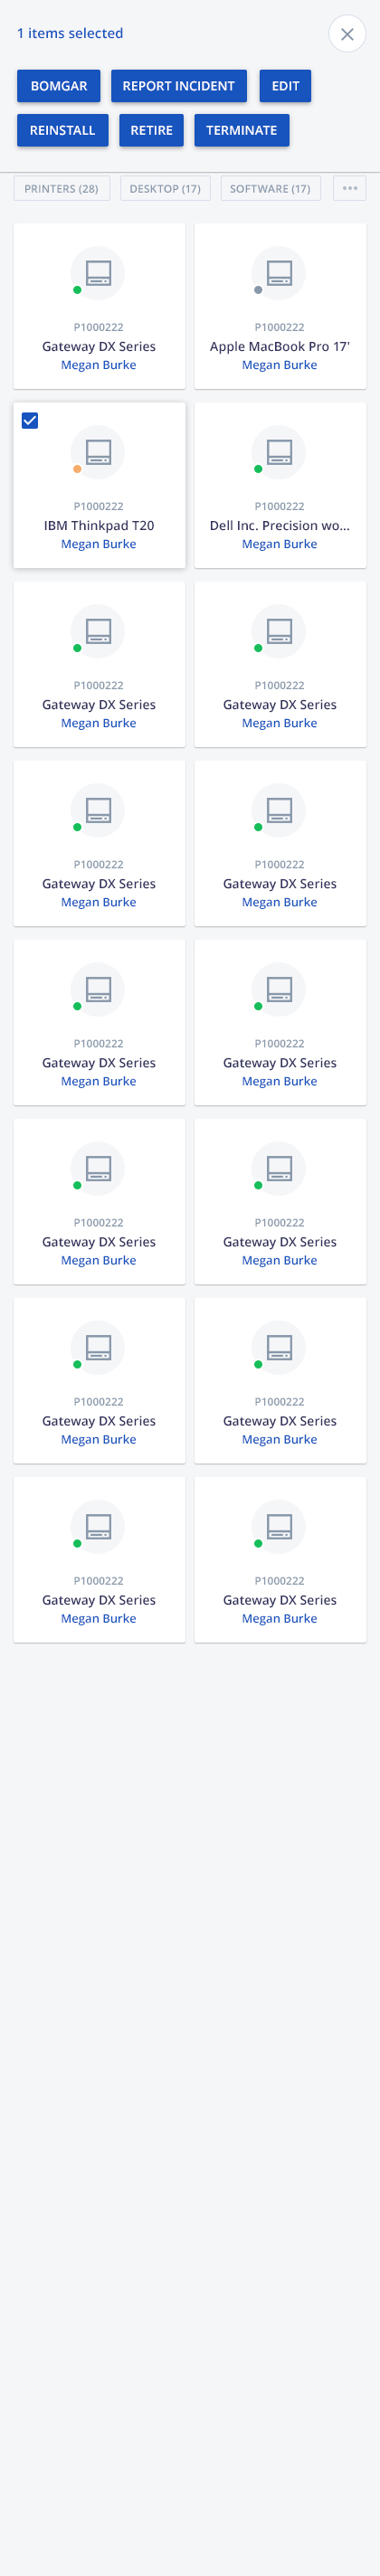 1 items selected
BOMGAR REPORT INCIDENT EDIT
REINSTALL RETIRE TERMINATE
PRINTERS (28) DESKTOP (17) SOFTWARE (17)
P1000222 P1000222
Gateway DX Series Apple MacBook Pro 17'
Megan Burke Megan Burke
P1000222 P1000222
IBM Thinkpad T20 Dell Inc. Precision wo...
Megan Burke Megan Burke
P1000222 P1000222
Gateway DX Series Gateway DX Series
Megan Burke Megan Burke
P1000222 P1000222
Gateway DX Series Gateway DX Series
Megan Burke Megan Burke
P1000222 P1000222
Gateway DX Series Gateway DX Series
Megan Burke Megan Burke
P1000222 P1000222
Gateway DX Series Gateway DX Series
Megan Burke Megan Burke
P1000222 P1000222
Gateway DX Series Gateway DX Series
Megan Burke Megan Burke
P1000222 P1000222
Gateway DX Series Gateway DX Series
Megan Burke Megan Burke